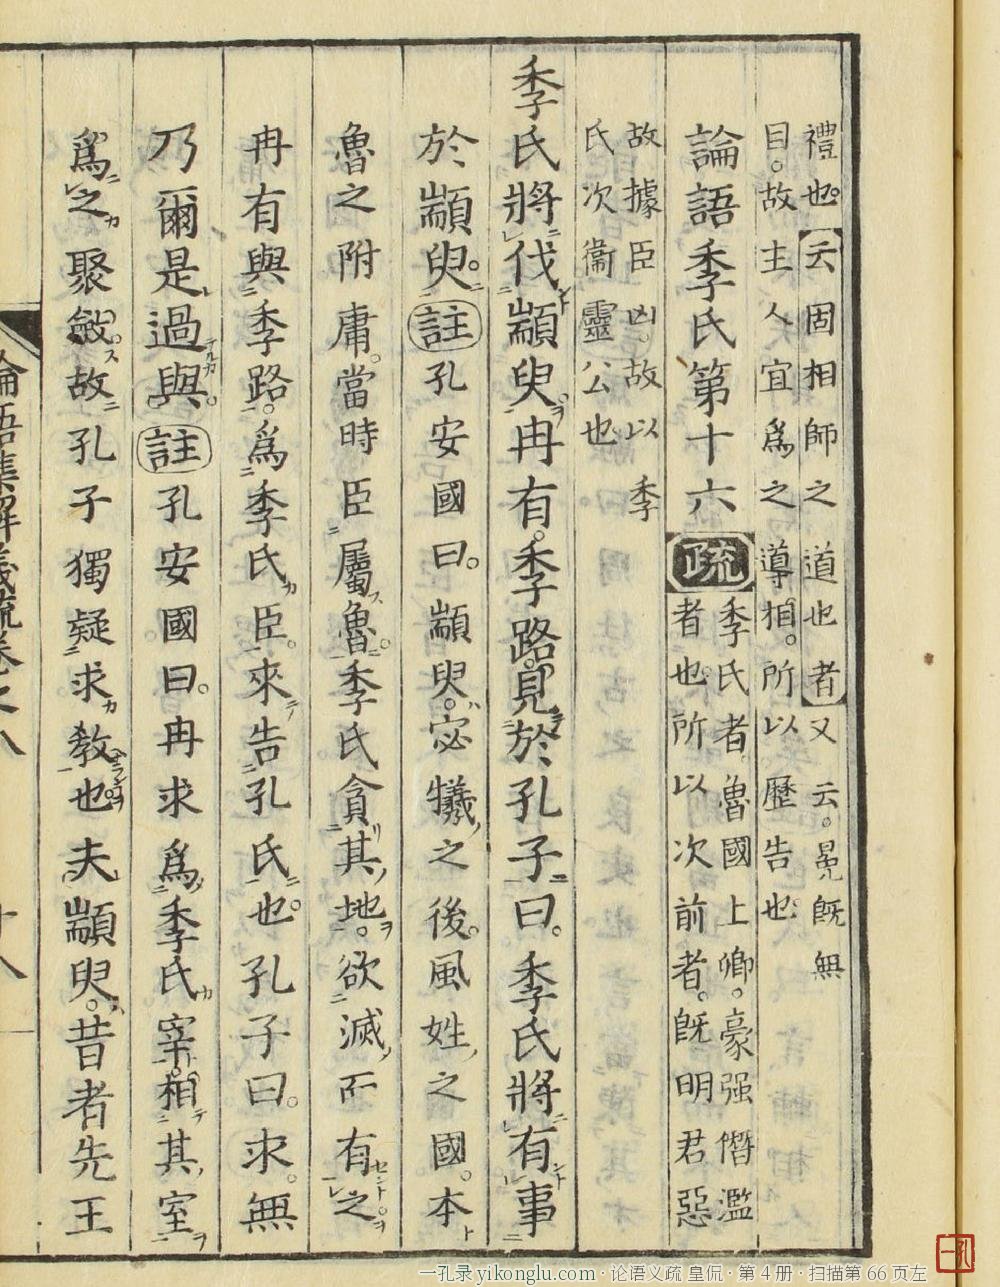 禮也【云固相師之道也者】又云。冕既無
目。故主人宜爲之導相。所以歷告也。
論語季氏第十六
疏
季氏者魯國上卿。豪强僭濫
者也。所以次前者。既明君惡
故據臣凶。故以季
氏次衞靈公也
季氏將伐顓臾。冉有。季路。見於孔子曰。季氏將有事
於顓臾。註孔安國曰。顓臾。宓犧之後。風姓之國。本
魯之附庸。當時臣屬魯。季氏貪其地。欲滅而有之
冉有與季路。爲季氏臣。來告孔氏也。孔子曰。求。無
乃爾是過與。註孔安國曰。冉求爲季氏宰。相其室
爲之聚斂。故孔子獨疑求敎也。夫顓臾。昔者先王
論語集解義疏卷之八
十八
一孔录 yikonglu.com · 论语义疏 皇侃 · 第 4 册 · 扫描第 66 页左
一孔